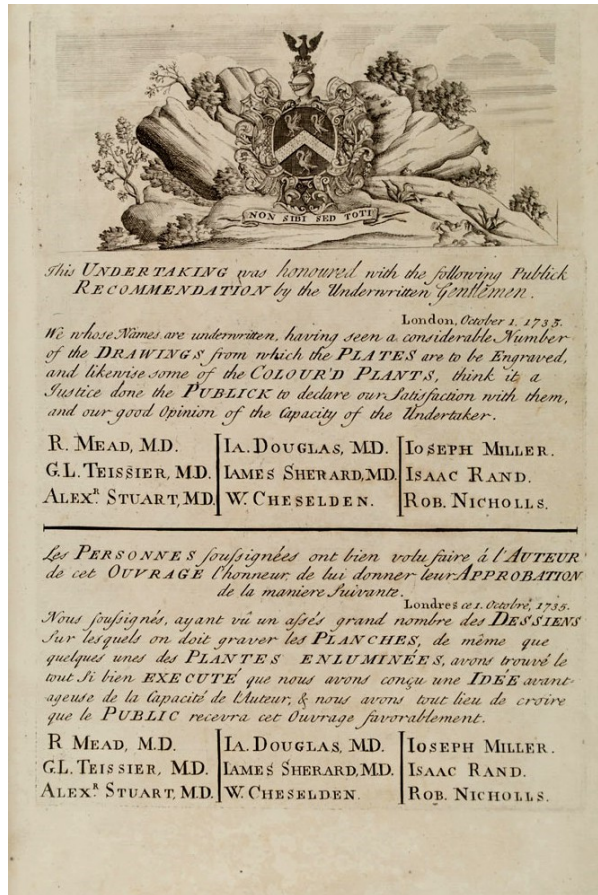 NON SIBI SED TOTI
This UNDERTAKING was honoured with the following Publick
RECOMMENDATION by the Underwritten Gentlemen.
London, October 1. 1735.
We whose Names are underwritten, having seen a considerable Number
of the DRAWINGS from which the PLATES are to be Engraved,
and likewise some of the COLOUR'D PLANTS, think it a
Justice done the PUBLICK to declare our Satisfaction with them,
and our good Opinion of the Capacity of the Undertaker.
R. MEAD, M.D. IA. DOUGLAS, M.D. IOSEPH MILLER.
G.L. TEISSIER, M.D. IAMES SHERARD, M.D. ISAAC RAND.
ALEXR. STUART, M.D. W. CHESELDEN. ROB. NICHOLLS.
Les PERSONNES soussignées ont bien volu faire á l'AUTEUR
de cet OUVRAGE l'honneur de lui donner leur APPROBATION
de la maniere suivante.
Londres ce 1. Octobre, 1735.
Nous soussignés, ayant vû un assés grand nombre des DESSIENS
sur lesquels on doit graver les PLANCHES, de même que
quelques unes des PLANTES ENLUMINÉES, avons trouvé le
tout si bien EXECUTÉ que nous avons conçu une IDÉE avant-
ageuse de la Capacité de l'Auteur, & nous avons tout lieu de croire
que le PUBLIC recevra cet Ouvrage favorablement.
R MEAD, M.D. IA. DOUGLAS, M.D. IOSEPH MILLER.
G.L. TEISSIER, M.D. IAMES SHERARD, M.D. ISAAC RAND.
ALEXR. STUART, M.D. W. CHESELDEN. ROB. NICHOLLS.